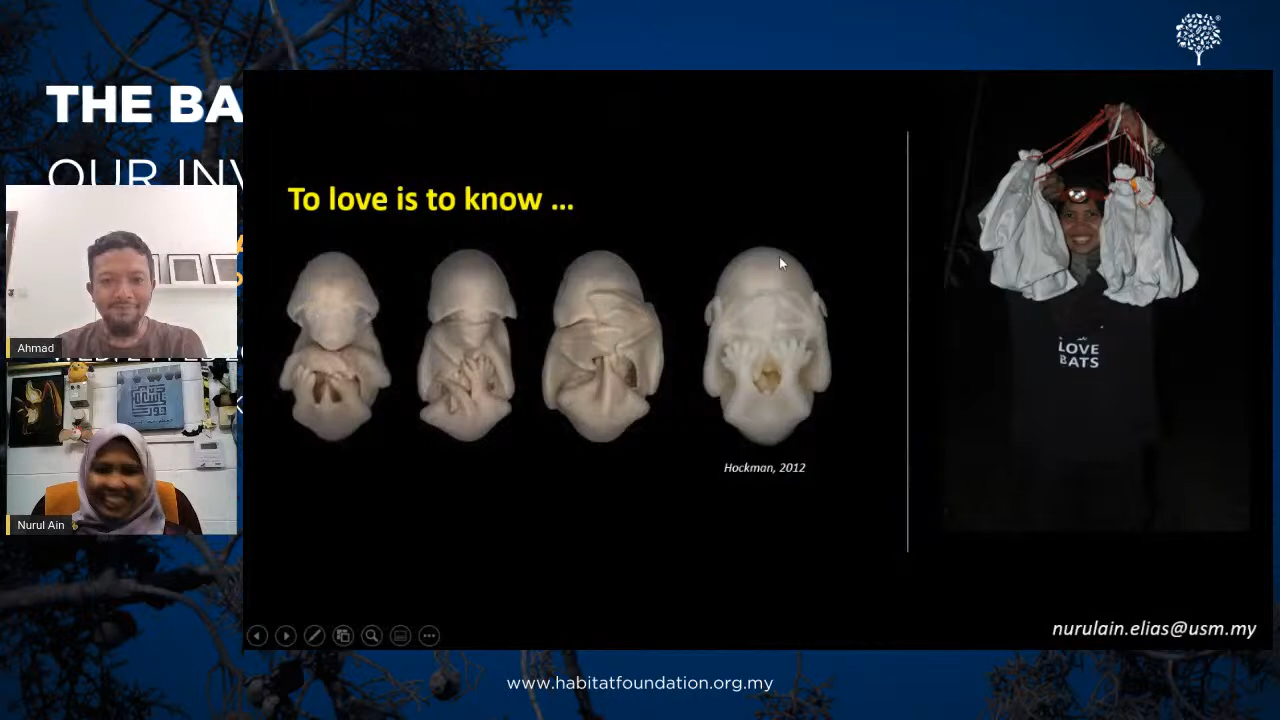 THE BA
OUR INV
To love is to know ...
Hockman, 2012
LOVE
BATS
Ahmad
Nurul Ain
nurulain.elias@usm.my
www.habitatfoundation.org.my